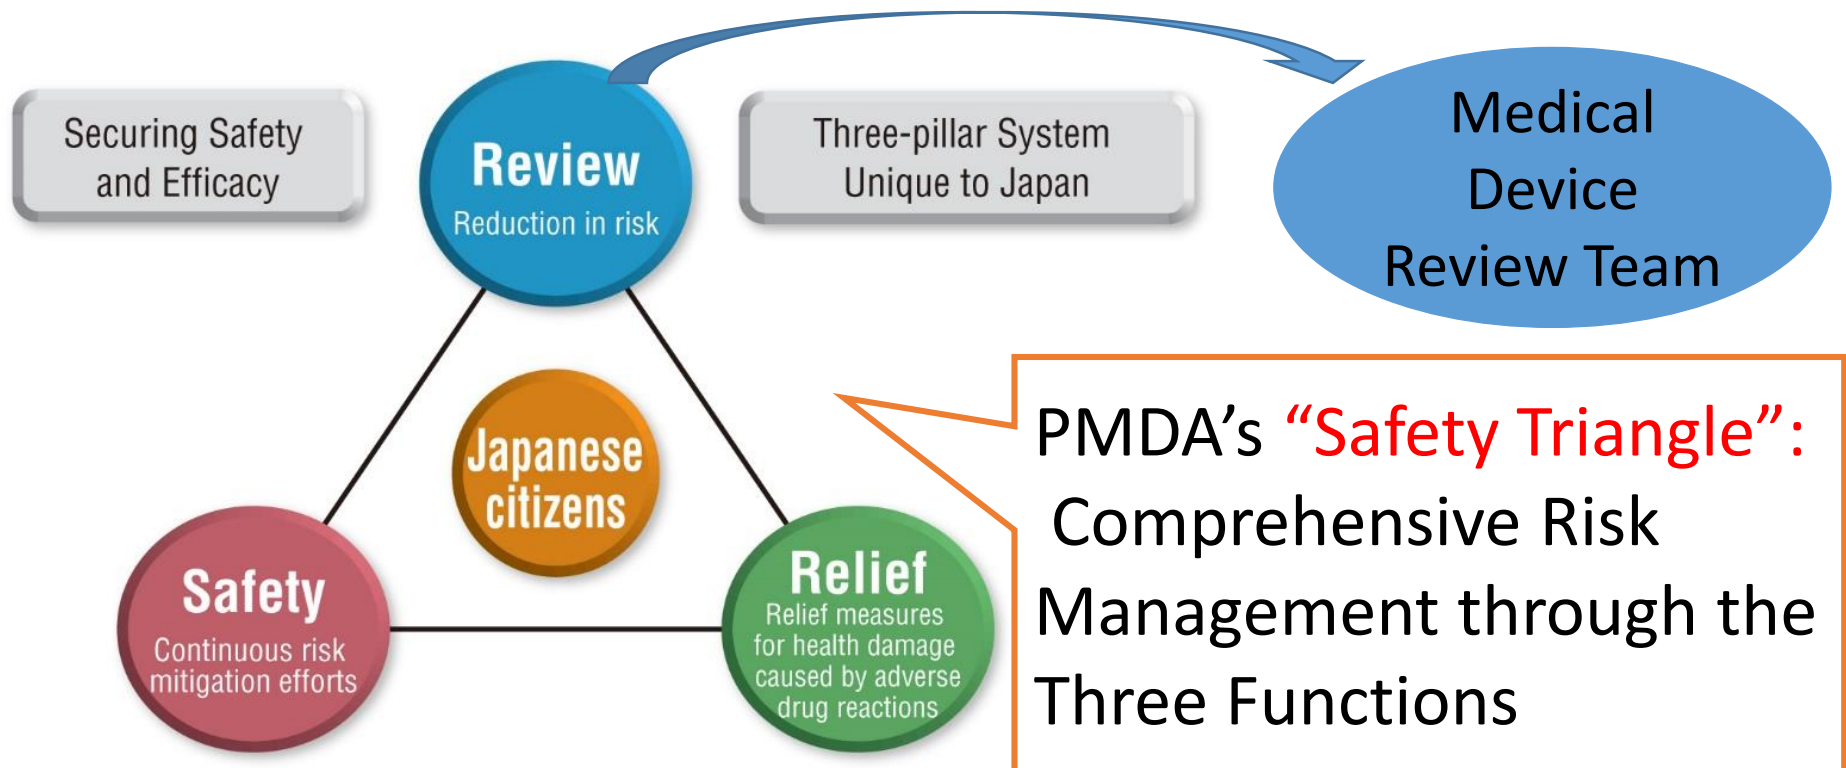 Securing Safety
and Efficacy
Review
Reduction in risk
Three-pillar System
Unique to Japan
Medical
Device
Review Team
Japanese
citizens
Safety
Continuous risk
mitigation efforts
Relief
Relief measures
for health damage
caused by adverse
drug reactions
PMDA’s “Safety Triangle”:
Comprehensive Risk
Management through the
Three Functions